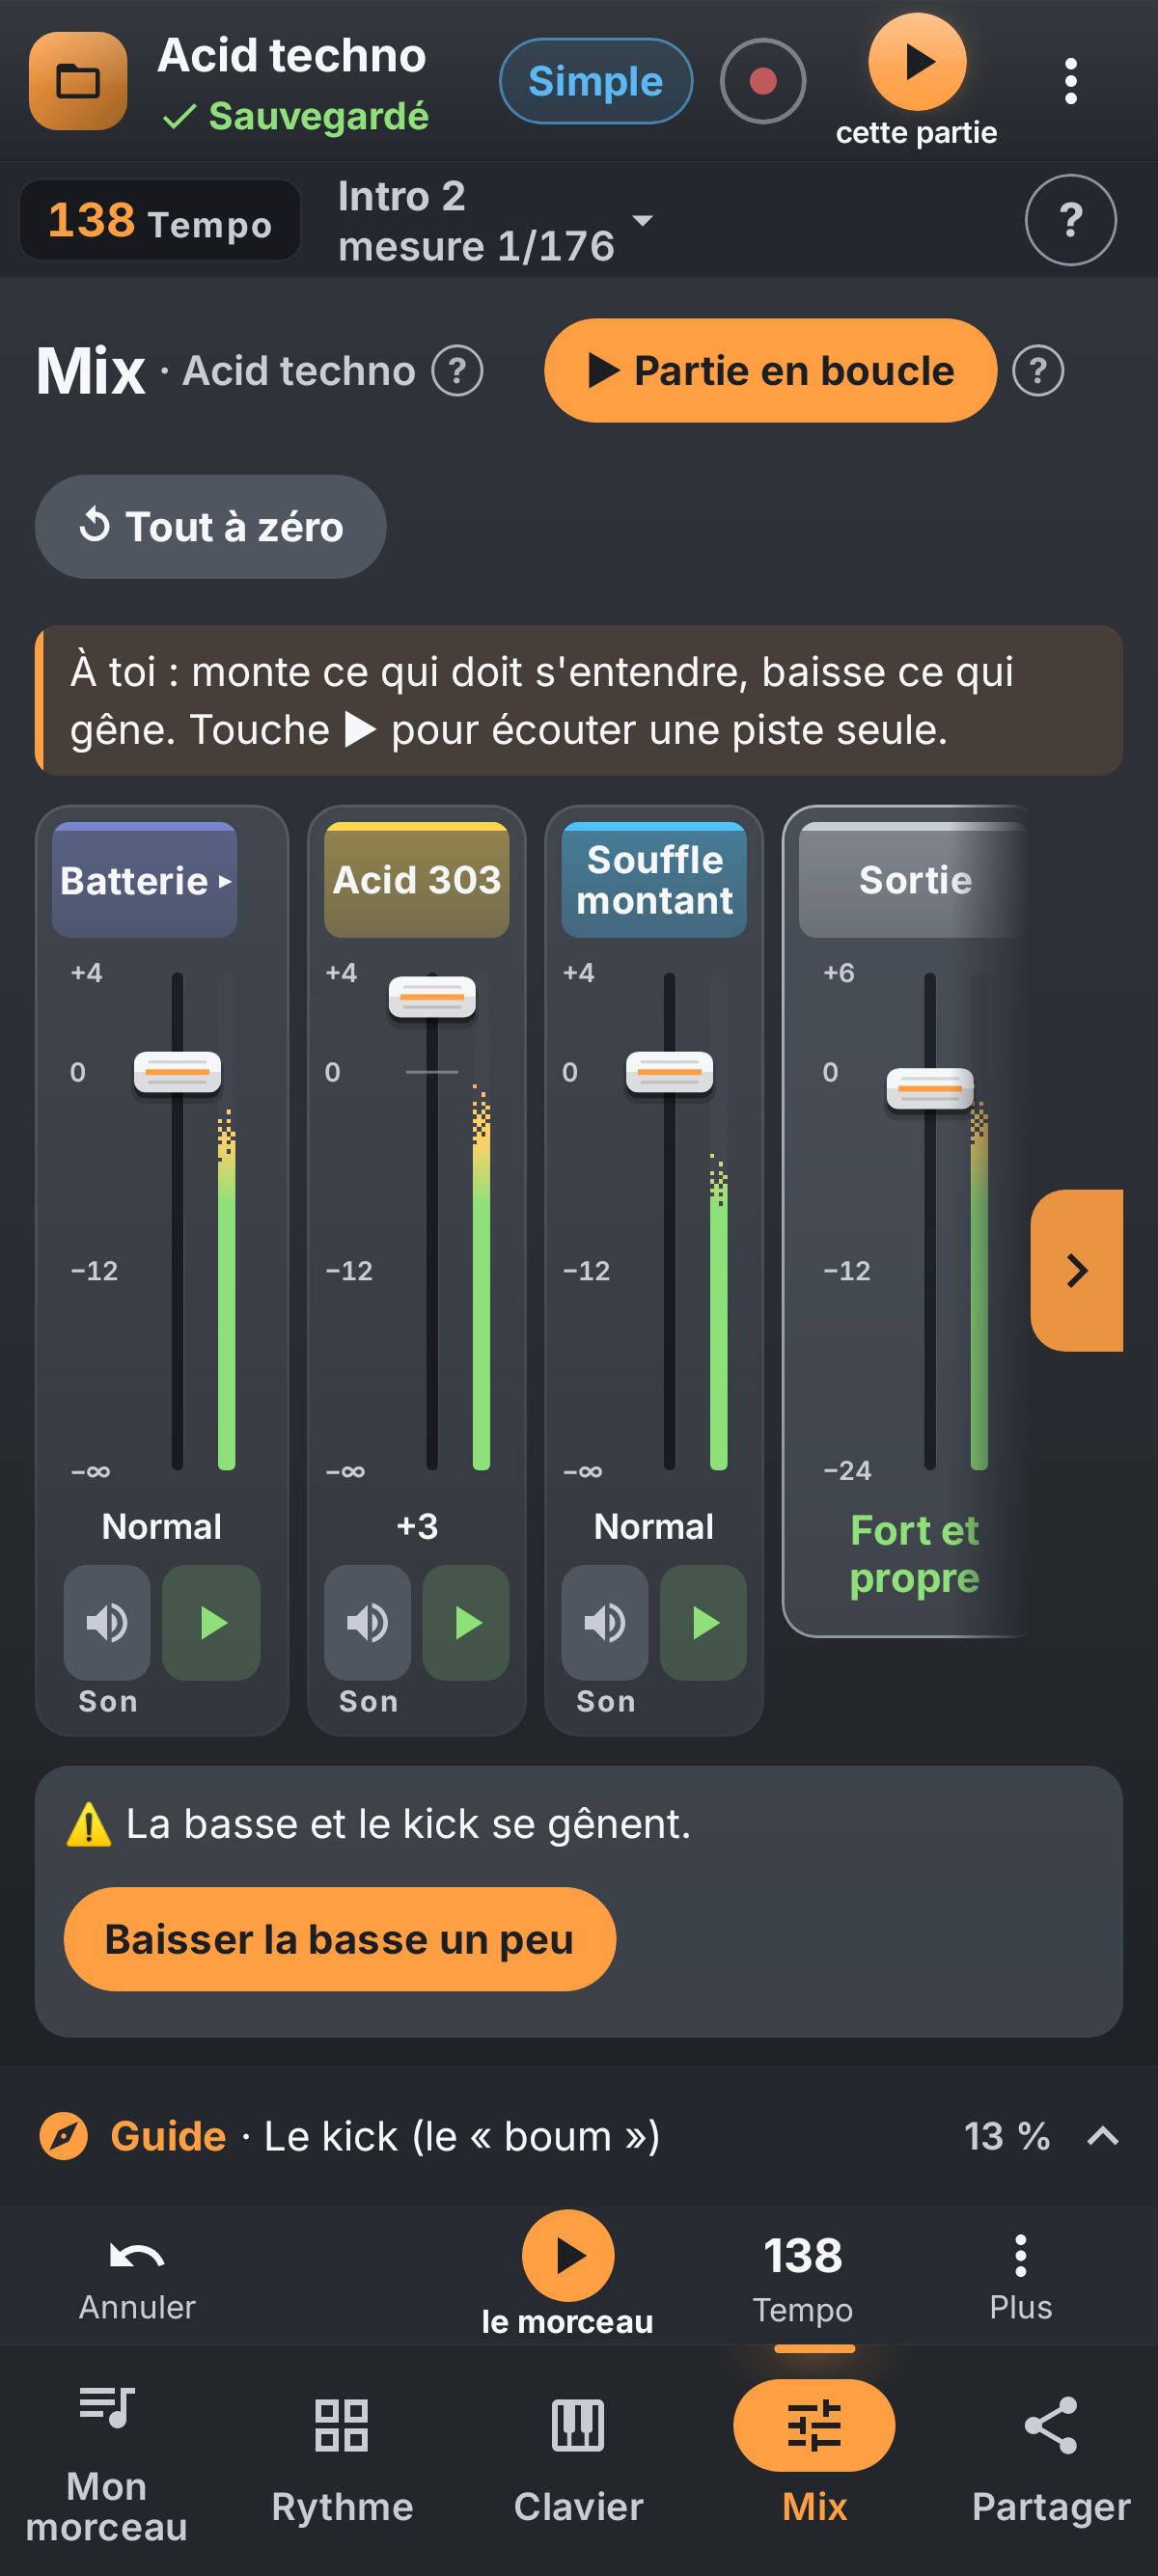 Acid techno
Sauvegardé
Simple
cette partie
138 Tempo
Intro 2
mesure 1/176
?
Mix · Acid techno ?
Partie en boucle ?
Tout à zéro
À toi : monte ce qui doit s'entendre, baisse ce qui
gêne. Touche ▶ pour écouter une piste seule.
Batterie ▸
+4
0
−12
−∞
Normal
Son
Acid 303
+4
0
−12
−∞
+3
Son
Souffle
montant
+4
0
−12
−∞
Normal
Son
Sortie
+6
0
−12
−24
Fort et
propre
⚠️ La basse et le kick se gênent.
Baisser la basse un peu
Guide · Le kick (le « boum »)
13 %
Annuler
le morceau
138
Tempo
Plus
Mon
morceau
Rythme
Clavier
Mix
Partager